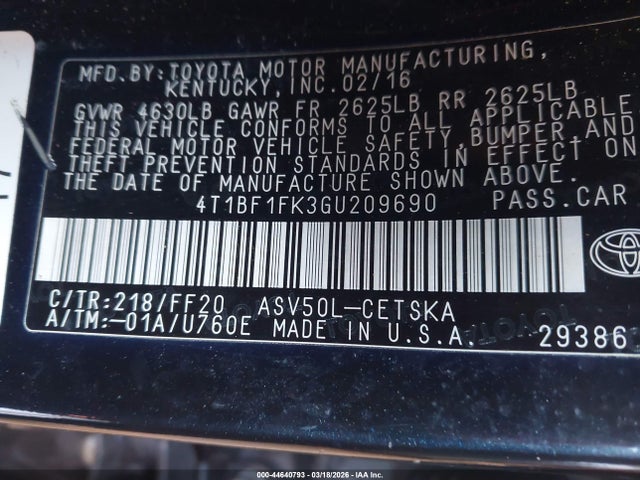 MFD.BY: TOYOTA MOTOR MANUFACTURING,
KENTUCKY, INC. 02/16
GVWR 4630LB GAWR FR 2625LB RR 2625LB
THIS VEHICLE CONFORMS TO ALL APPLICABLE
FEDERAL MOTOR VEHICLE SAFETY, BUMPER, AND
THEFT PREVENTION STANDARDS IN EFFECT ON
THE DATE OF MANUFACTURE SHOWN ABOVE.
4T1BF1FK3GU209690 PASS.CAR
C/TR:218/FF20 ASV50L-CETSKA
A/TM:-01A/U760E MADE IN U.S.A. 29386
000-44640793 - 03/18/2026 - IAA Inc.